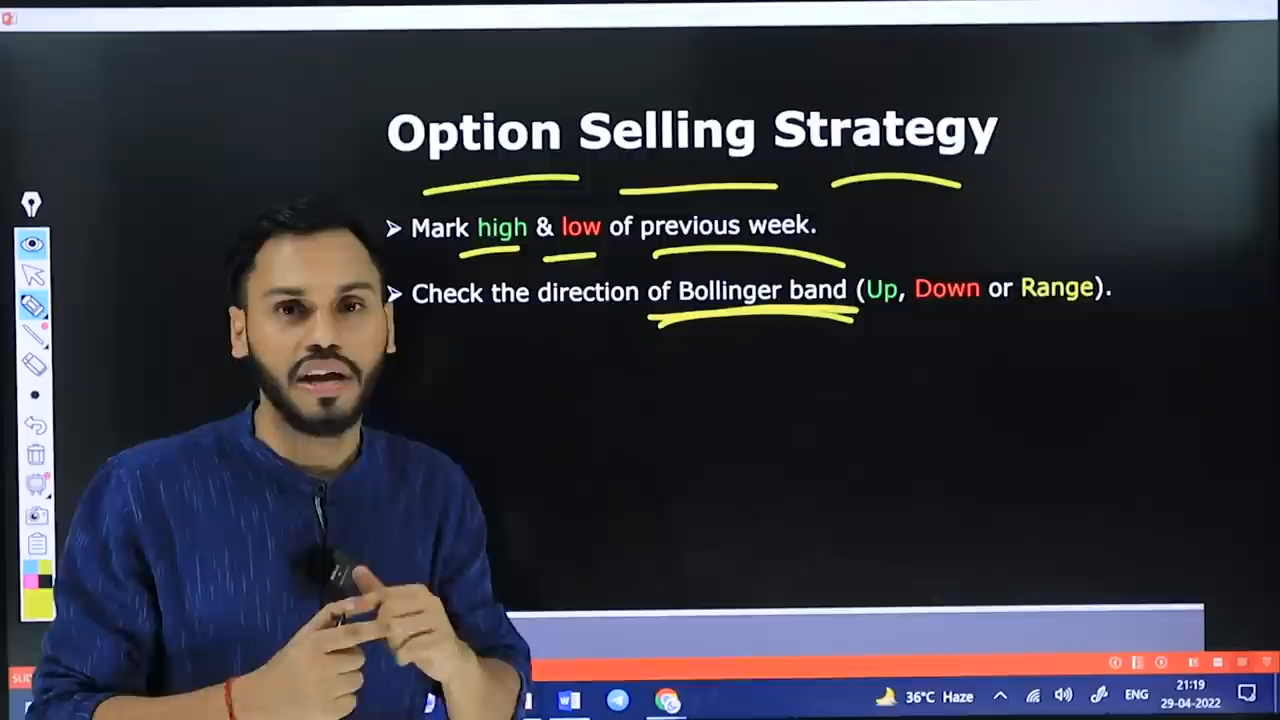 Option Selling Strategy
➢ Mark high & low of previous week.
➢ Check the direction of Bollinger band (Up, Down or Range).
36°C Haze
ENG
21:19
29-04-2022